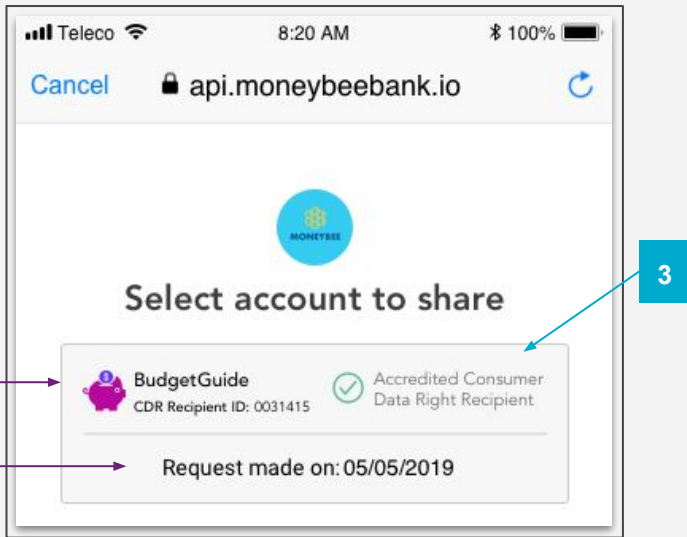 Teleco 8:20 AM 100%
Cancel api.moneybeebank.io
MONEYBEE
Select account to share
3
BudgetGuide
CDR Recipient ID: 0031415
Accredited Consumer
Data Right Recipient
Request made on: 05/05/2019